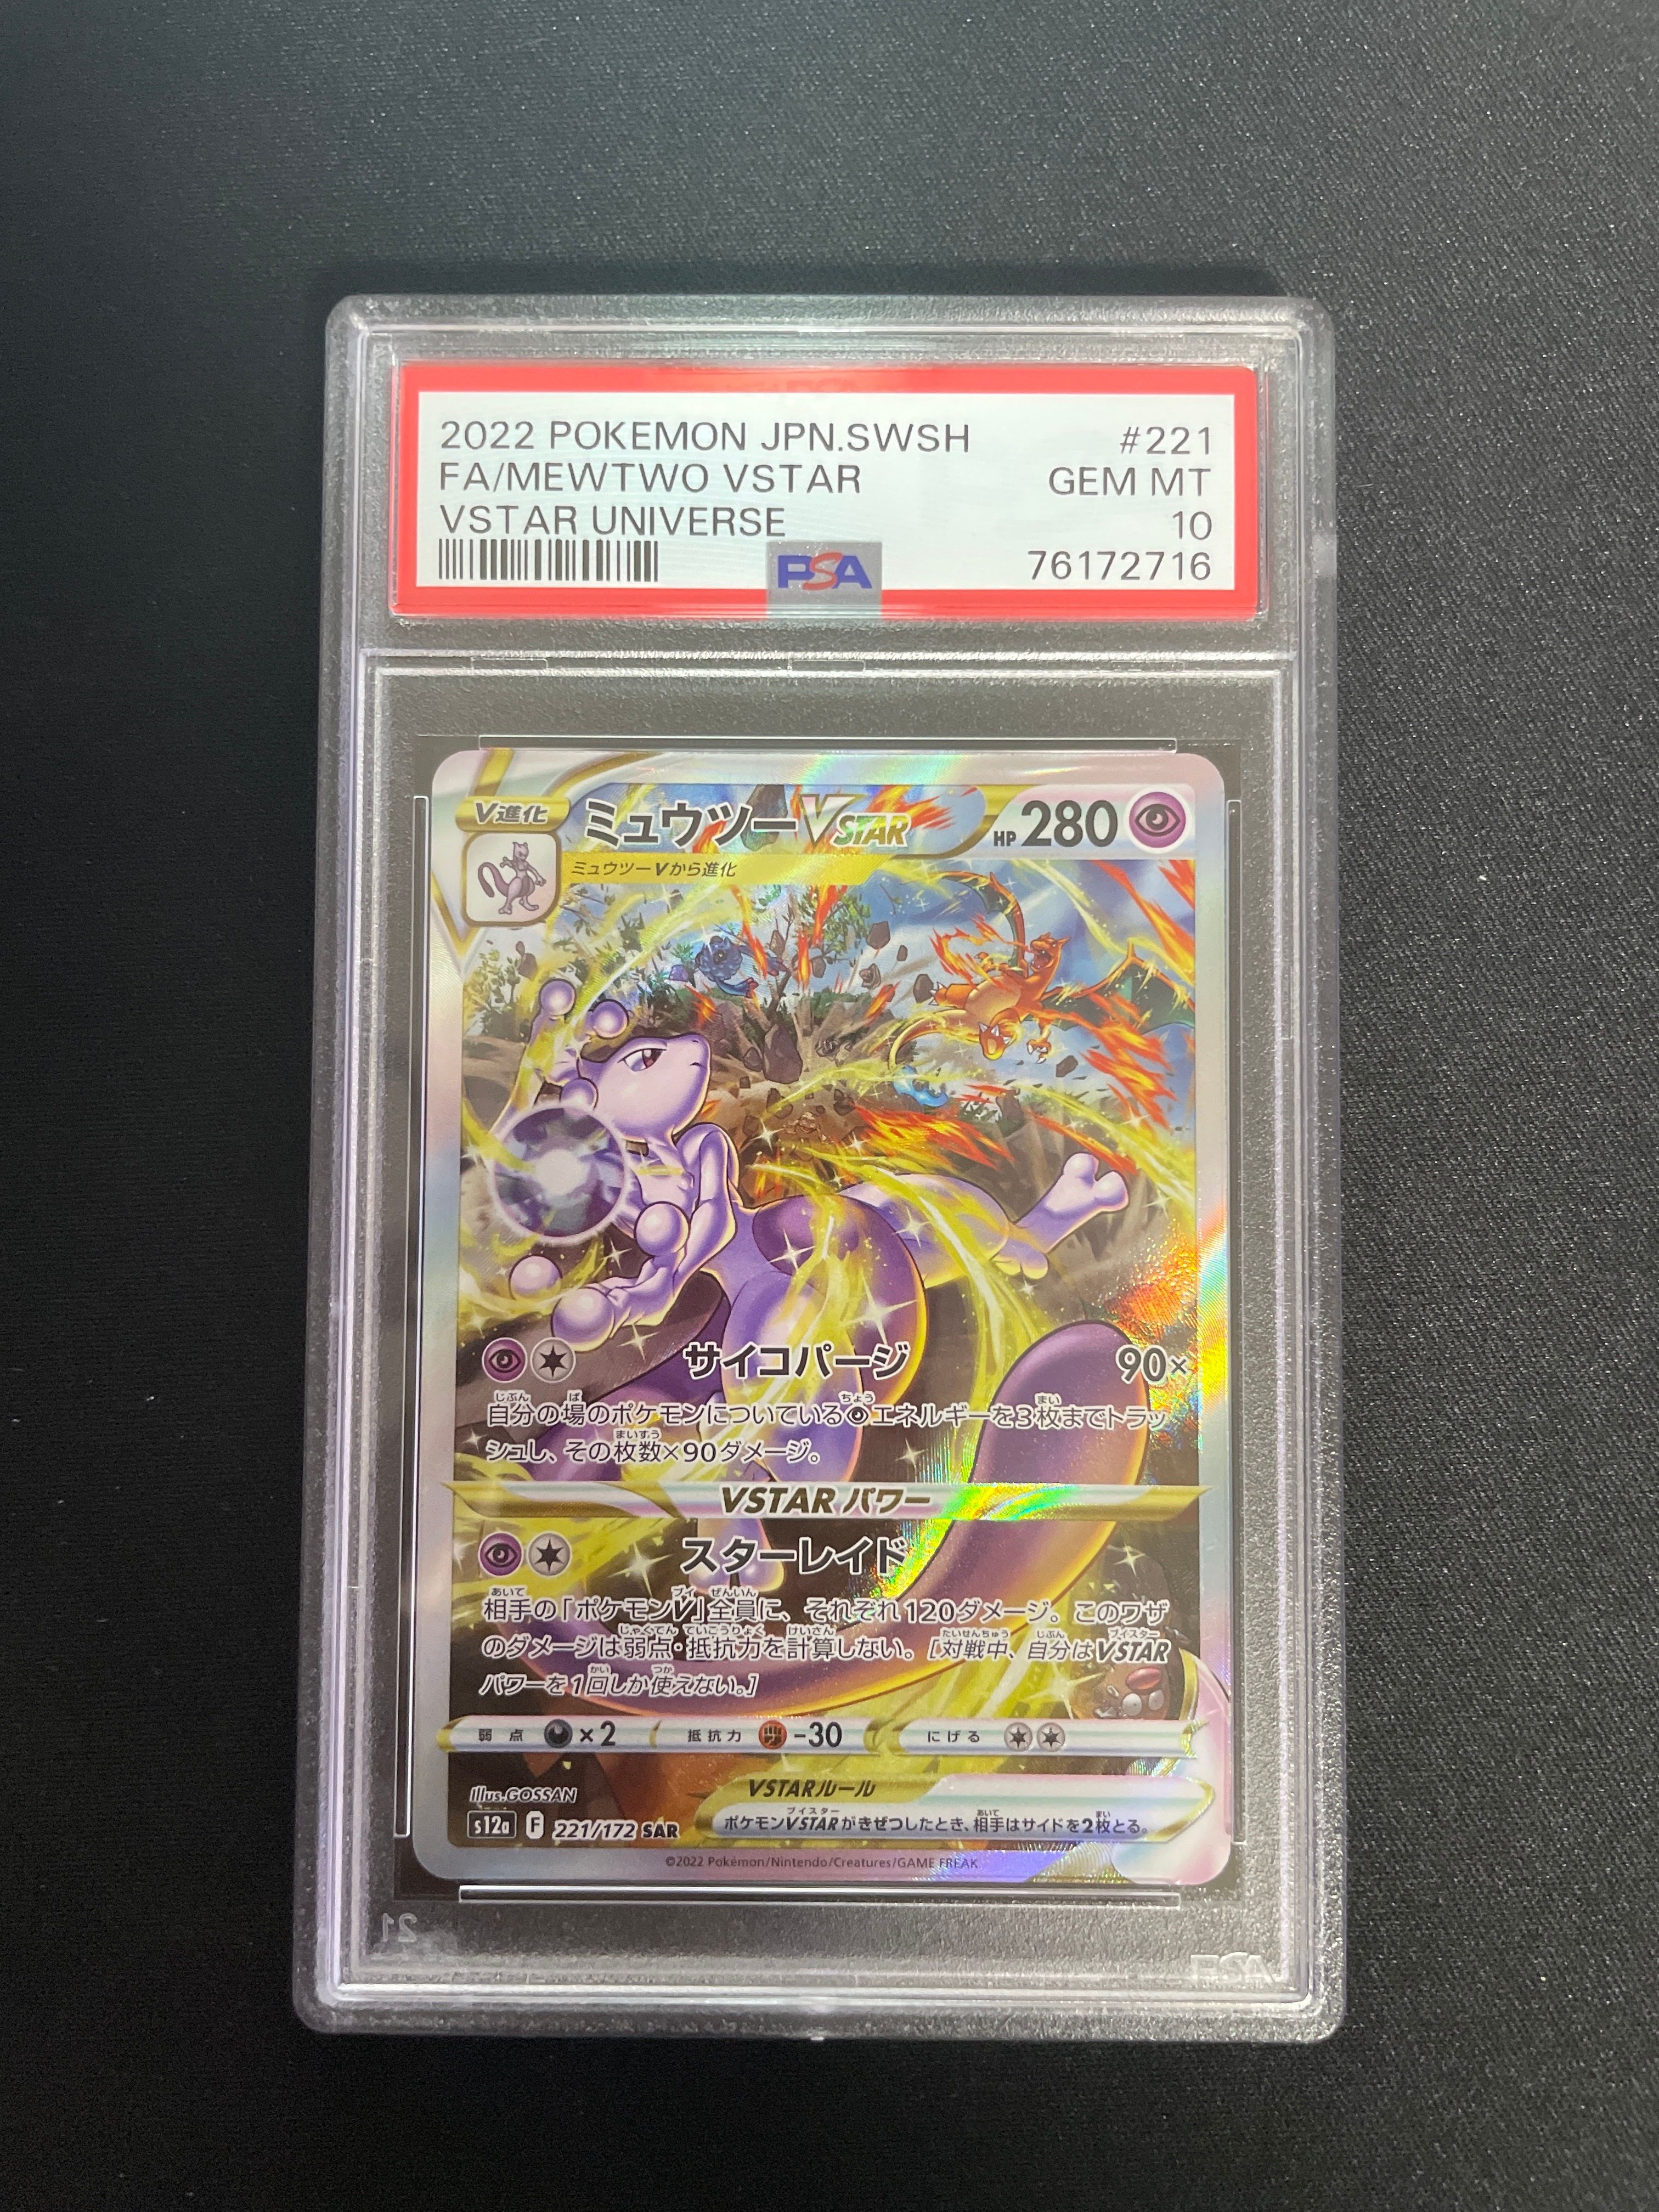 2022 POKEMON JPN.SWSH #221
FA/MEWTWO VSTAR GEM MT
VSTAR UNIVERSE 10
PSA 76172716
V進化 ミュウツーVSTAR HP 280
ミュウツーVから進化
サイコパージ 90×
自分の場のポケモンについているエネルギーを3枚までトラッ
シュし、その枚数×90ダメージ。
VSTARパワー
スターレイド
相手の「ポケモンV」全員に、それぞれ120ダメージ。このワザ
のダメージは弱点・抵抗力を計算しない。[対戦中、自分はVSTAR
パワーを1回しか使えない。]
弱点 ×2 抵抗力 -30 にげる
Illus.GOSSAN
VSTARルール
s12a F 221/172 SAR
ポケモンVSTARがきぜつしたとき、相手はサイドを2枚とる。
©2022 Pokémon/Nintendo/Creatures/GAME FREAK
21 PSA